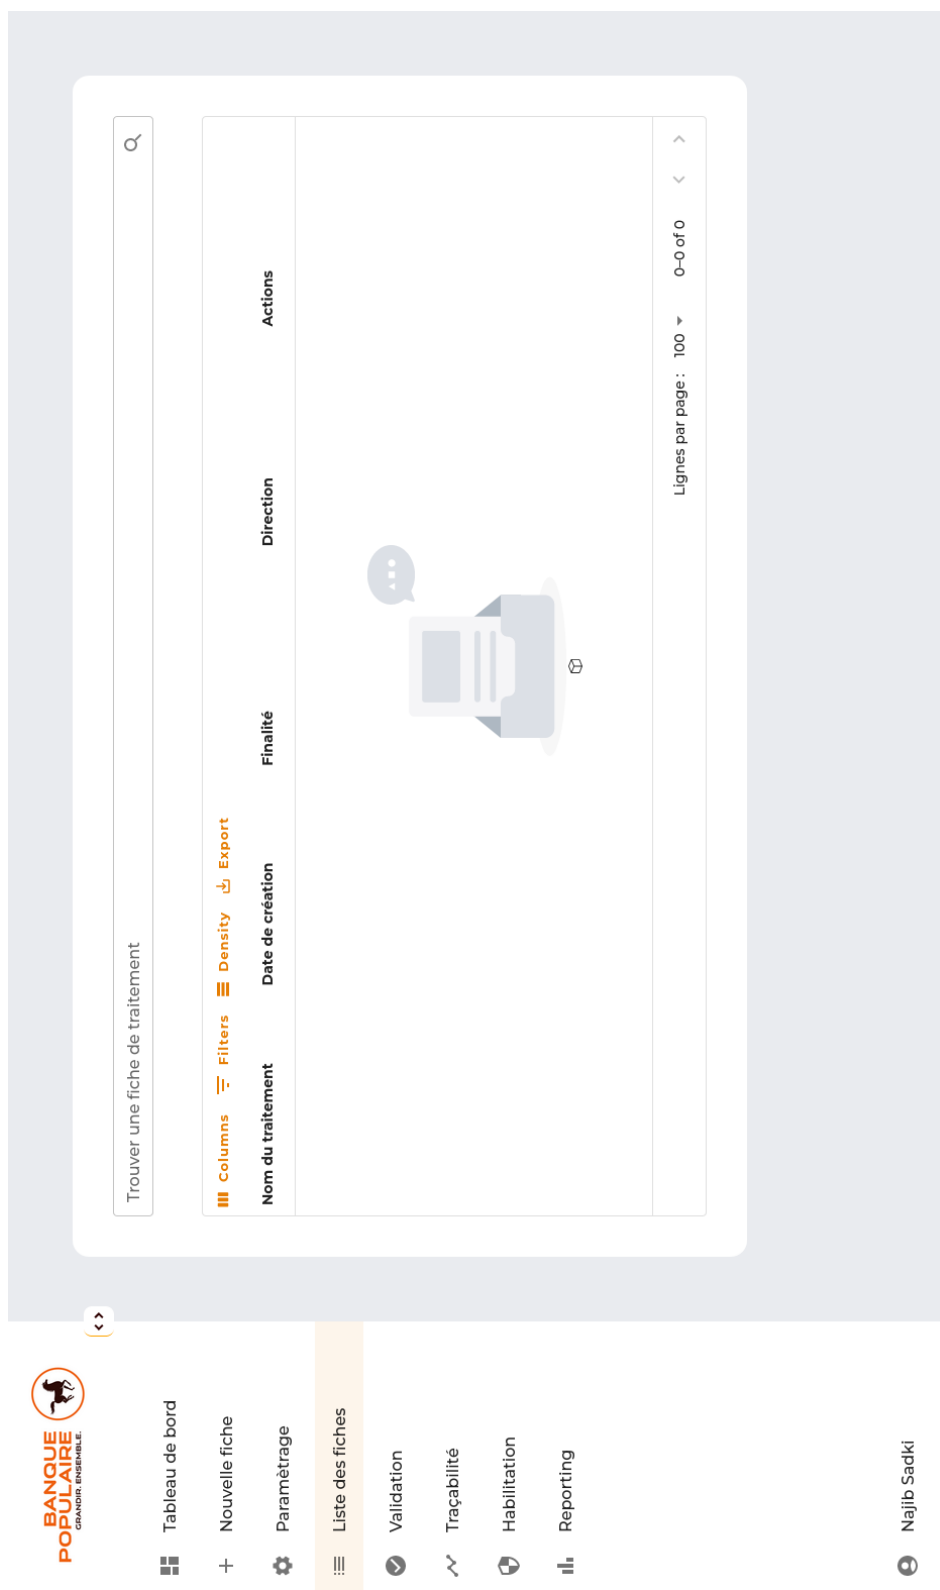 BANQUE
POPULAIRE
GRANDIR. ENSEMBLE.
Tableau de bord
Nouvelle fiche
Paramètrage
Liste des fiches
Validation
Traçabilité
Habilitation
Reporting
Najib Sadki
Trouver une fiche de traitement
Columns Filters Density Export
Nom du traitement Date de création Finalité Direction Actions
Lignes par page : 100 0–0 of 0